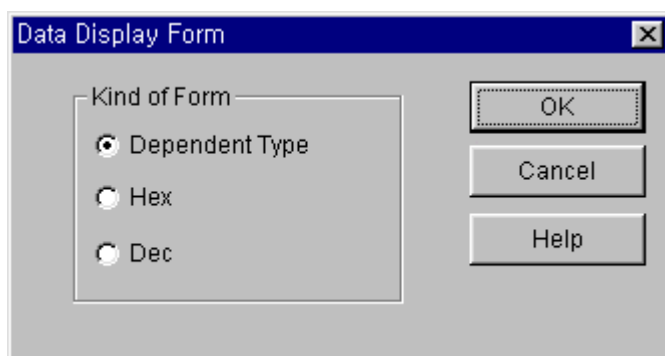 Data Display Form
Kind of Form
Dependent Type
Hex
Dec
OK
Cancel
Help